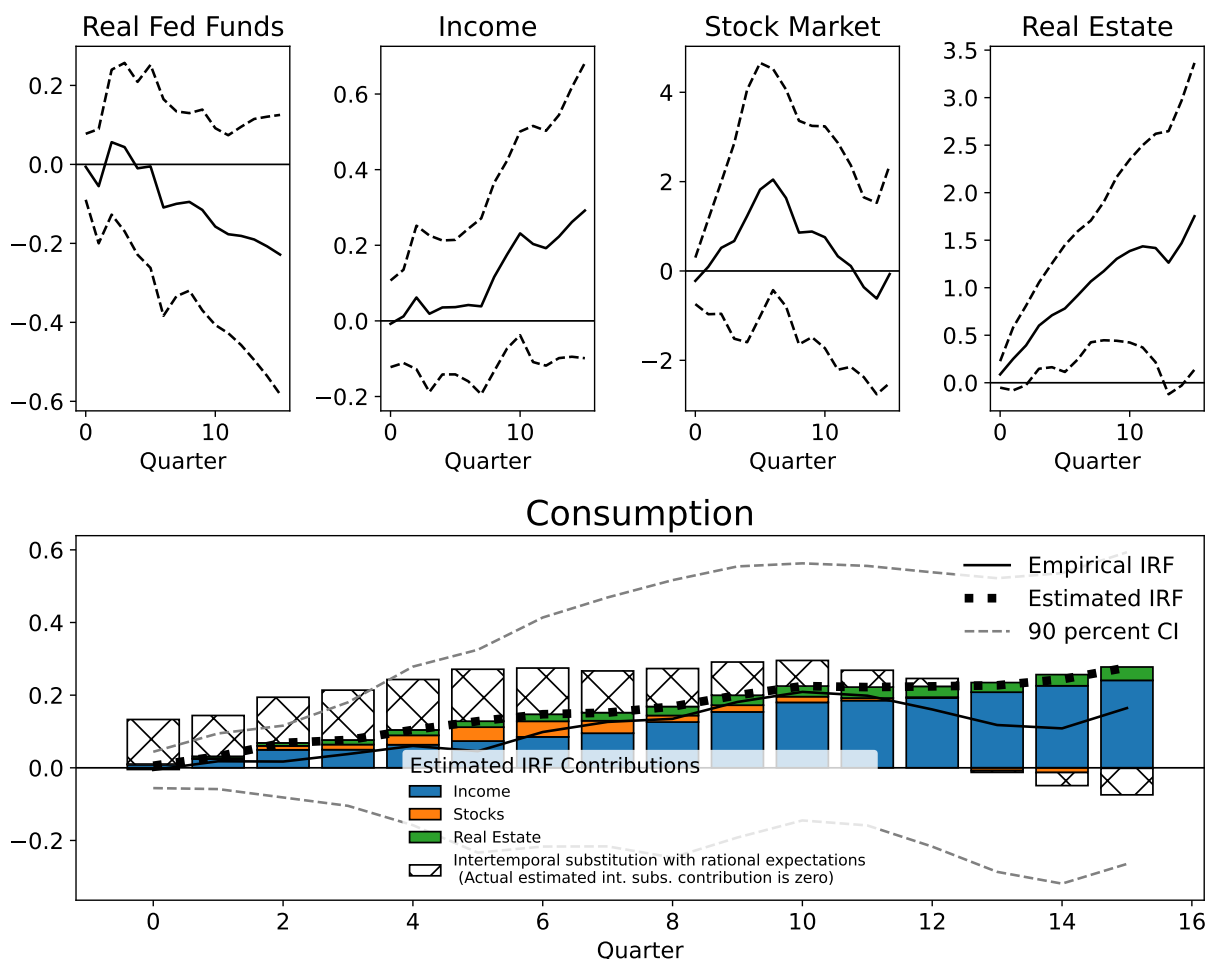 Real Fed Funds
Income
Stock Market
Real Estate
0.2
0.0
−0.2
−0.4
−0.6
0
10
Quarter
0.6
0.4
0.2
0.0
−0.2
0
10
Quarter
4
2
0
−2
0
10
Quarter
3.5
3.0
2.5
2.0
1.5
1.0
0.5
0.0
0
10
Quarter
Consumption
0.6
0.4
0.2
0.0
−0.2
Empirical IRF
Estimated IRF
90 percent CI
Estimated IRF Contributions
Income
Stocks
Real Estate
Intertemporal substitution with rational expectations
(Actual estimated int. subs. contribution is zero)
0 2 4 6 8 10 12 14 16
Quarter